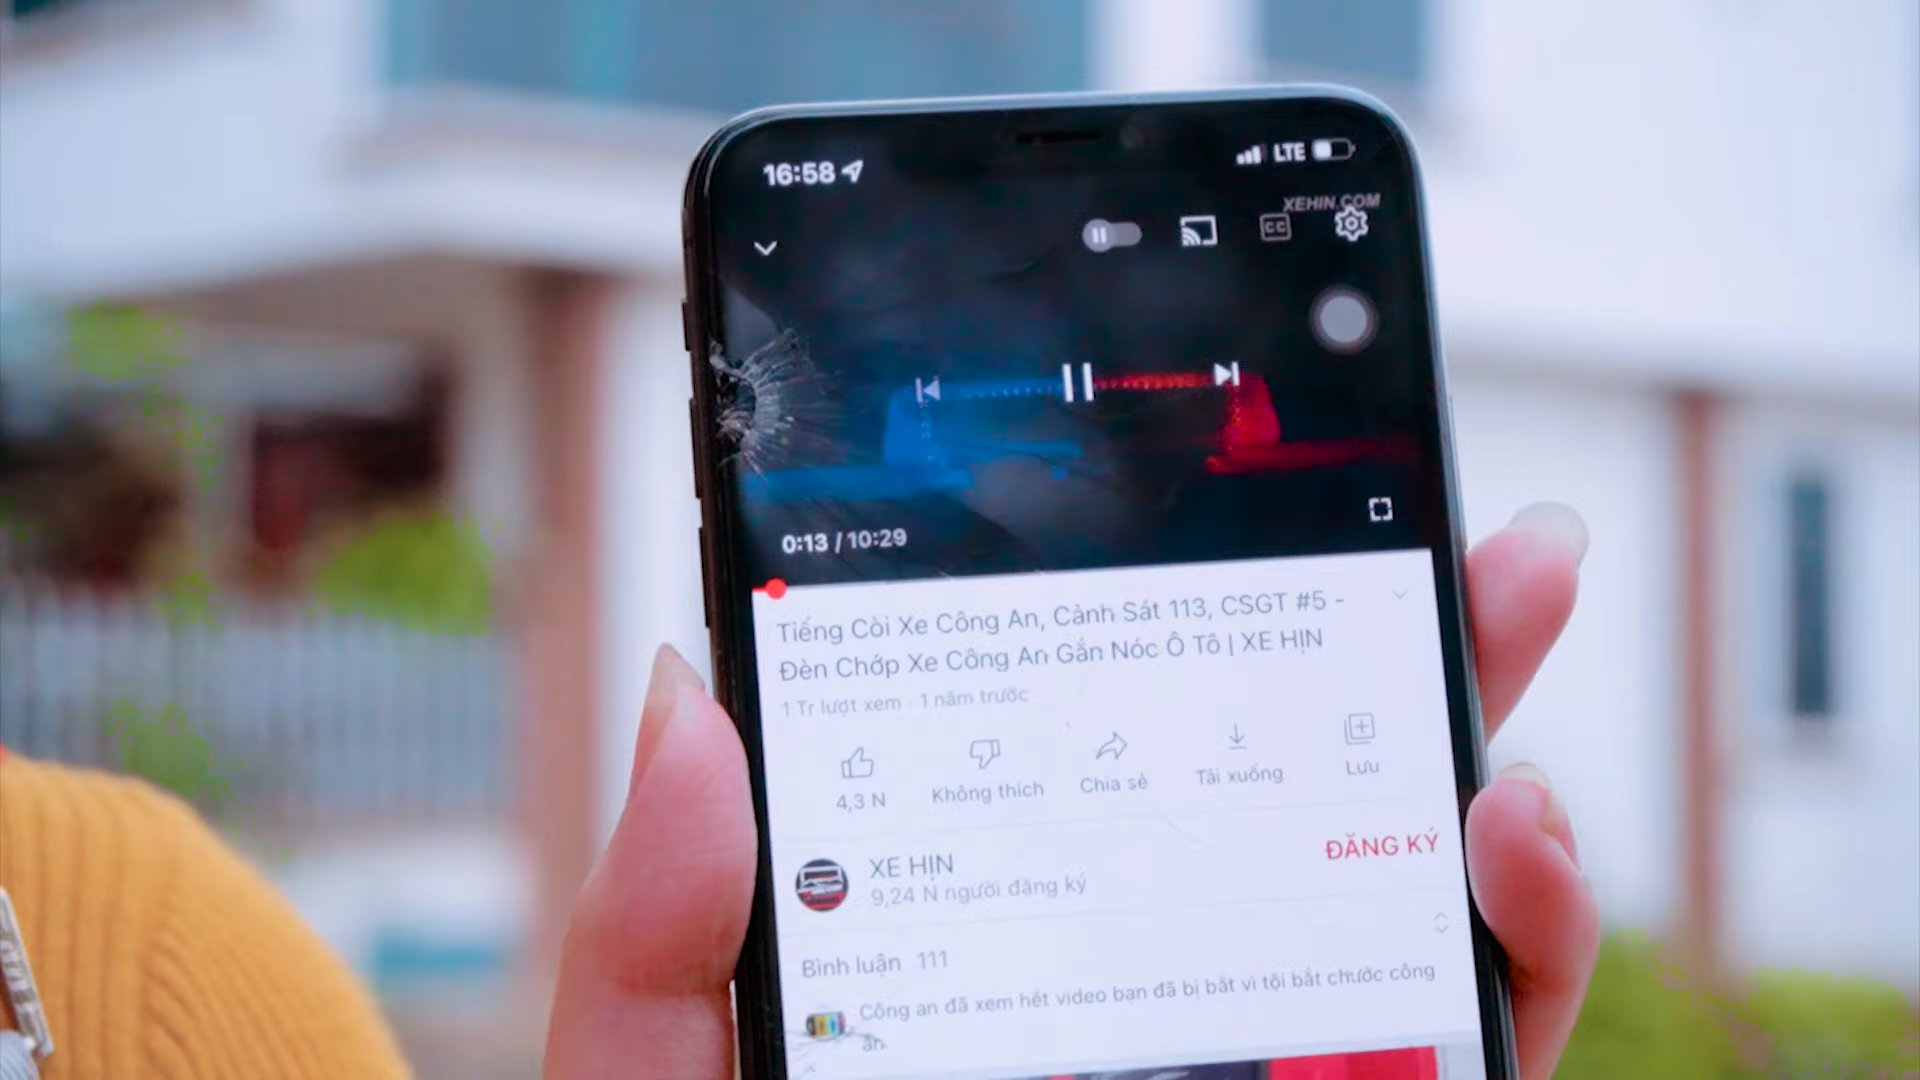 16:58
LTE
XEHIN.COM
CC
0:13 / 10:29
Tiếng Còi Xe Công An, Cảnh Sát 113, CSGT #5 -
Đèn Chớp Xe Công An Gắn Nóc Ô Tô | XE HỊN
1 Tr lượt xem · 1 năm trước
4,3 N
Không thích
Chia sẻ
Tải xuống
Lưu
XE HỊN
ĐĂNG KÝ
9,24 N người đăng ký
Bình luận 111
Công an đã xem hết video bạn đã bị bắt vì tội bắt chước công
an